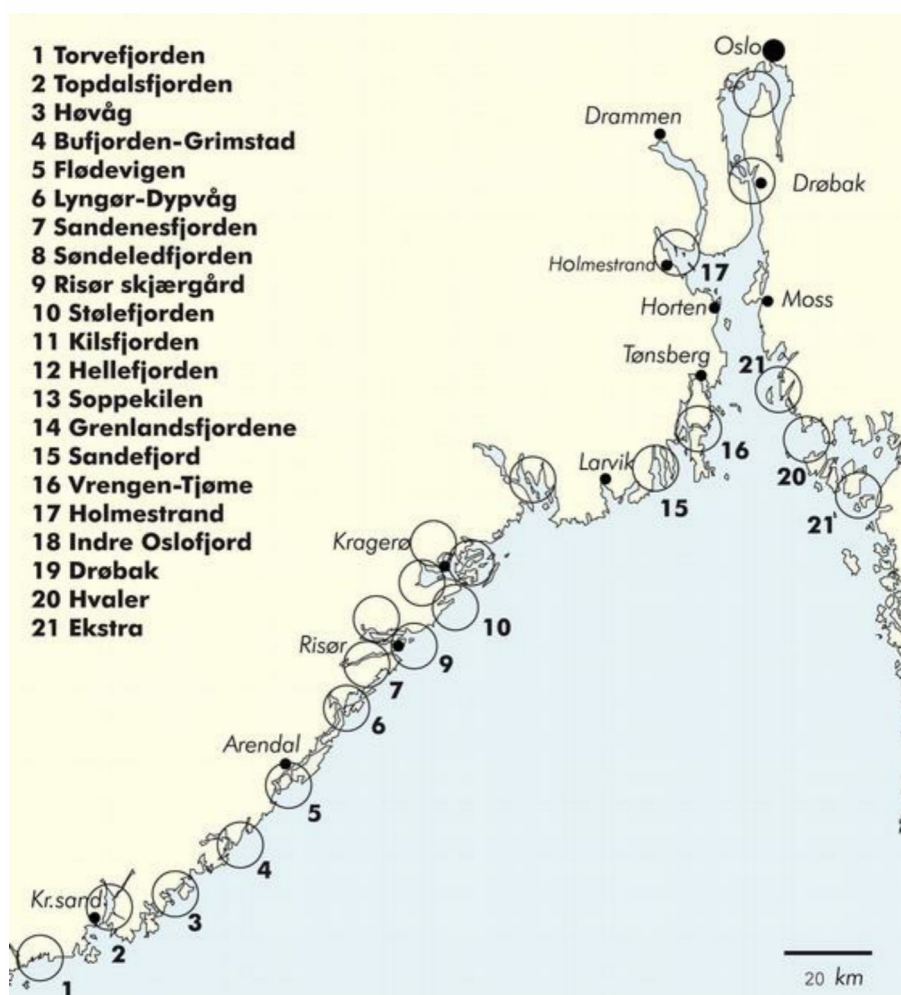 1 Torvefjorden
2 Topdalsfjorden
3 Høvåg
4 Bufjorden-Grimstad
5 Flødevigen
6 Lyngør-Dypvåg
7 Sandenesfjorden
8 Søndeledfjorden
9 Risør skjærgård
10 Stølefjorden
11 Kilsfjorden
12 Hellefjorden
13 Soppekilen
14 Grenlandsfjordene
15 Sandefjord
16 Vrengen-Tjøme
17 Holmestrand
18 Indre Oslofjord
19 Drøbak
20 Hvaler
21 Ekstra
Oslo
Drammen
Drøbak
Holmestrand
17
Horten
Moss
Tønsberg
21
16
20
Larvik
15
21
Kragerø
10
Risør
9
7
6
Arendal
5
4
Kr.sand
3
2
1
20 km